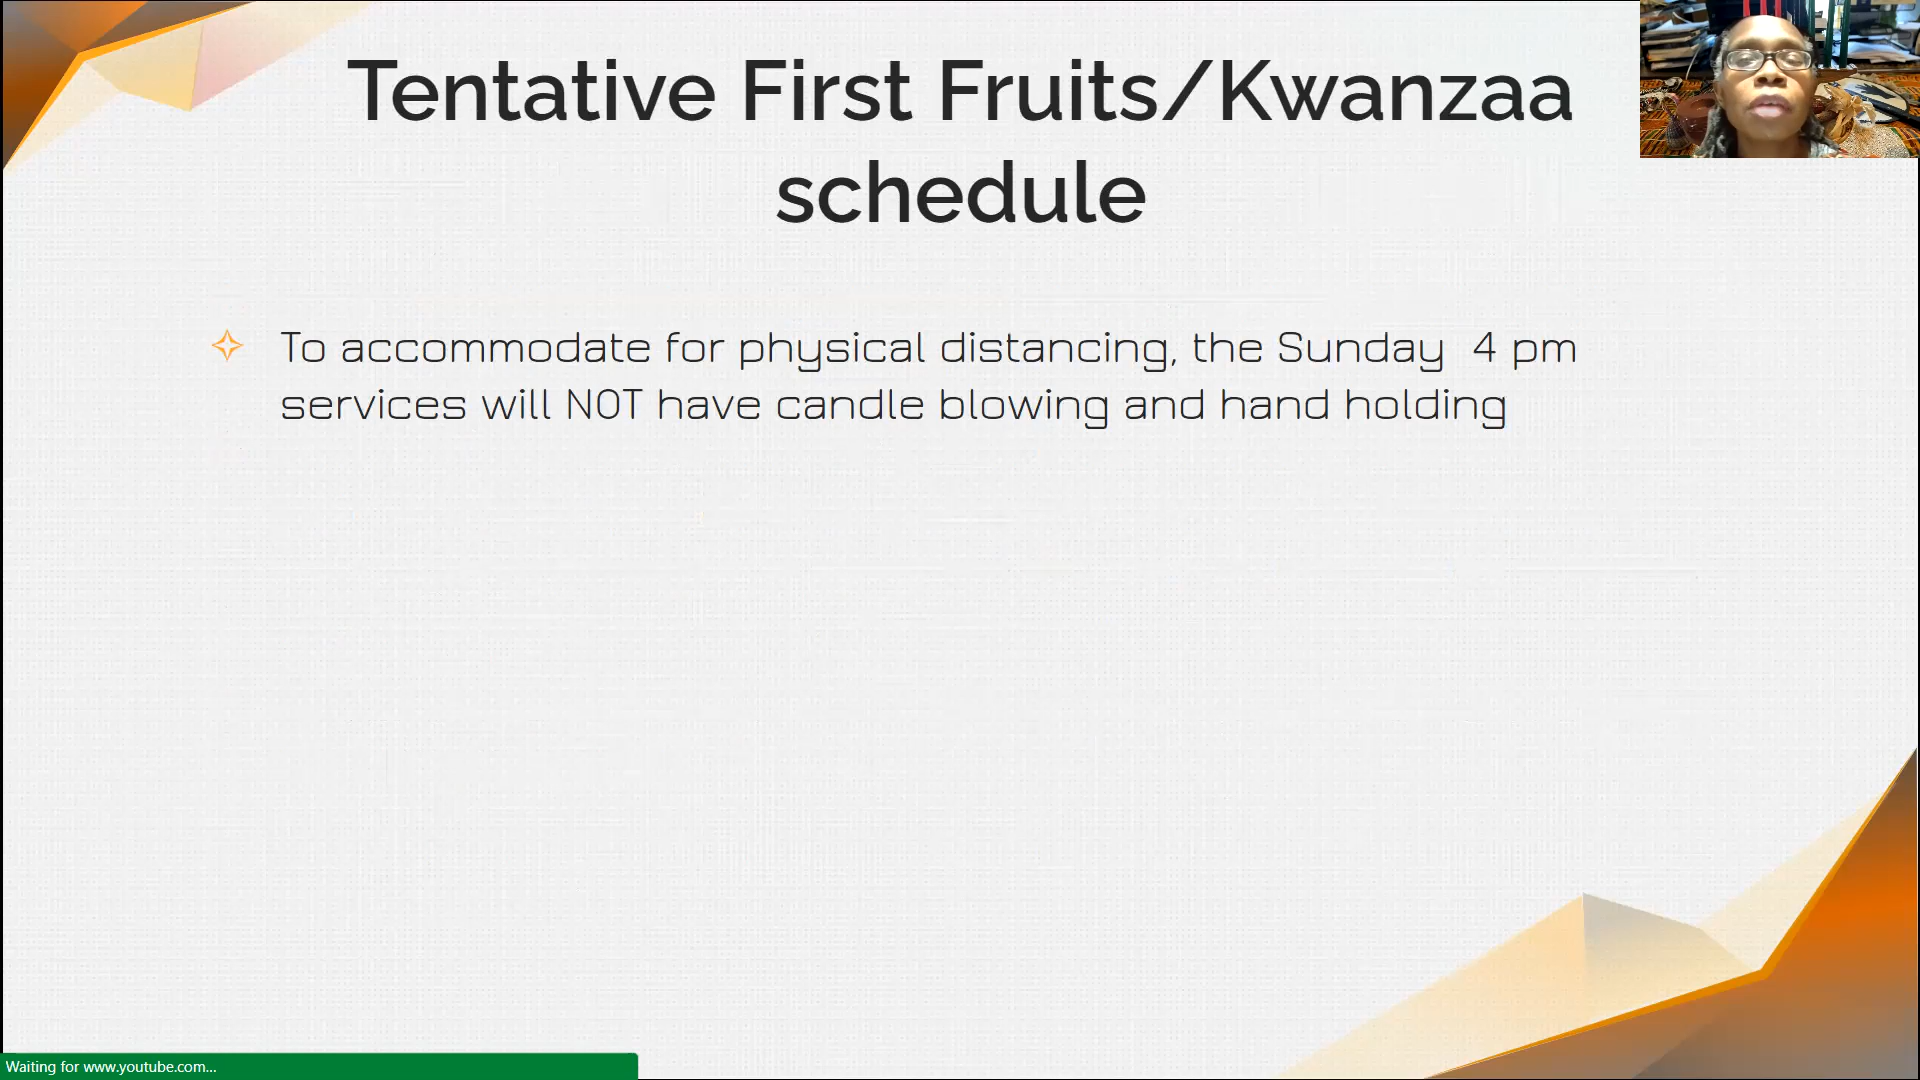 Tentative First Fruits/Kwanzaa
schedule
To accommodate for physical distancing, the Sunday  4 pm
services will NOT have candle blowing and hand holding
Waiting for www.youtube.com...